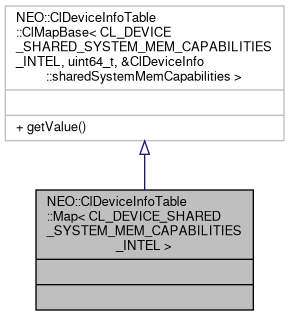 NEO::ClDeviceInfoTable
::ClMapBase< CL_DEVICE
_SHARED_SYSTEM_MEM_CAPABILITIES
_INTEL, uint64_t, &ClDeviceInfo
::sharedSystemMemCapabilities >
+ getValue()
NEO::ClDeviceInfoTable
::Map< CL_DEVICE_SHARED
_SYSTEM_MEM_CAPABILITIES
_INTEL >